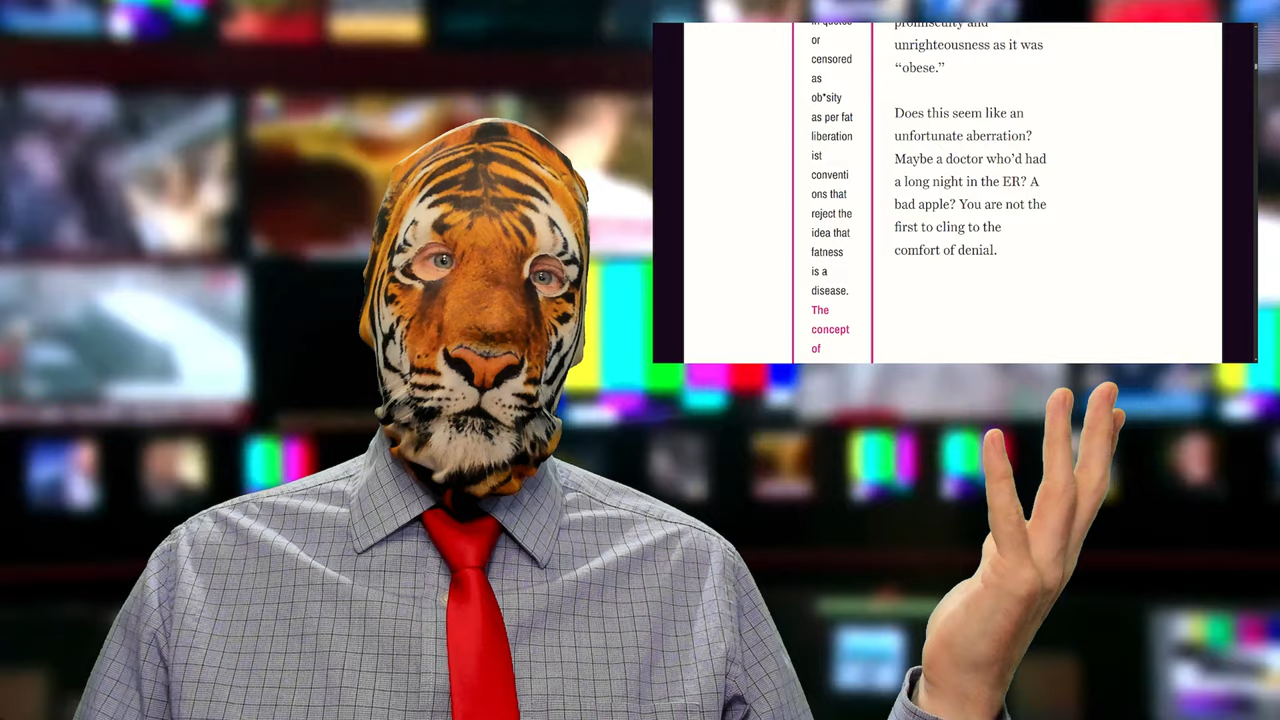 or
censored
as
ob*sity
as per fat
liberation
ist
conventi
ons that
reject the
idea that
fatness
is a
disease.
The
concept
of
promiscuity and
unrighteousness as it was
“obese.”
Does this seem like an
unfortunate aberration?
Maybe a doctor who’d had
a long night in the ER? A
bad apple? You are not the
first to cling to the
comfort of denial.